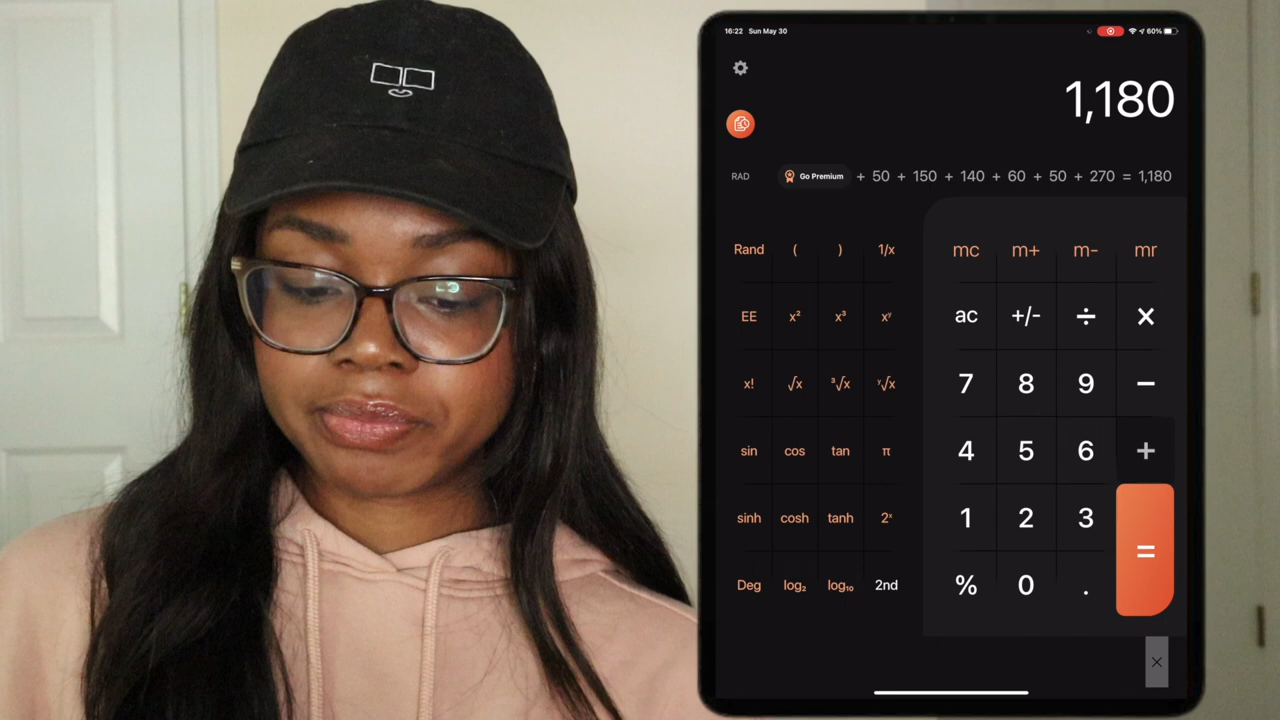 16:22 Sun May 30 60%
1,180
RAD Go Premium + 50 + 150 + 140 + 60 + 50 + 270 = 1,180
Rand ( ) 1/x mc m+ m- mr
EE x² x³ xʸ ac +/- ÷ ×
x! √x ³√x ʸ√x 7 8 9 −
sin cos tan π 4 5 6 +
sinh cosh tanh 2ˣ 1 2 3 =
Deg log₂ log₁₀ 2nd % 0 .